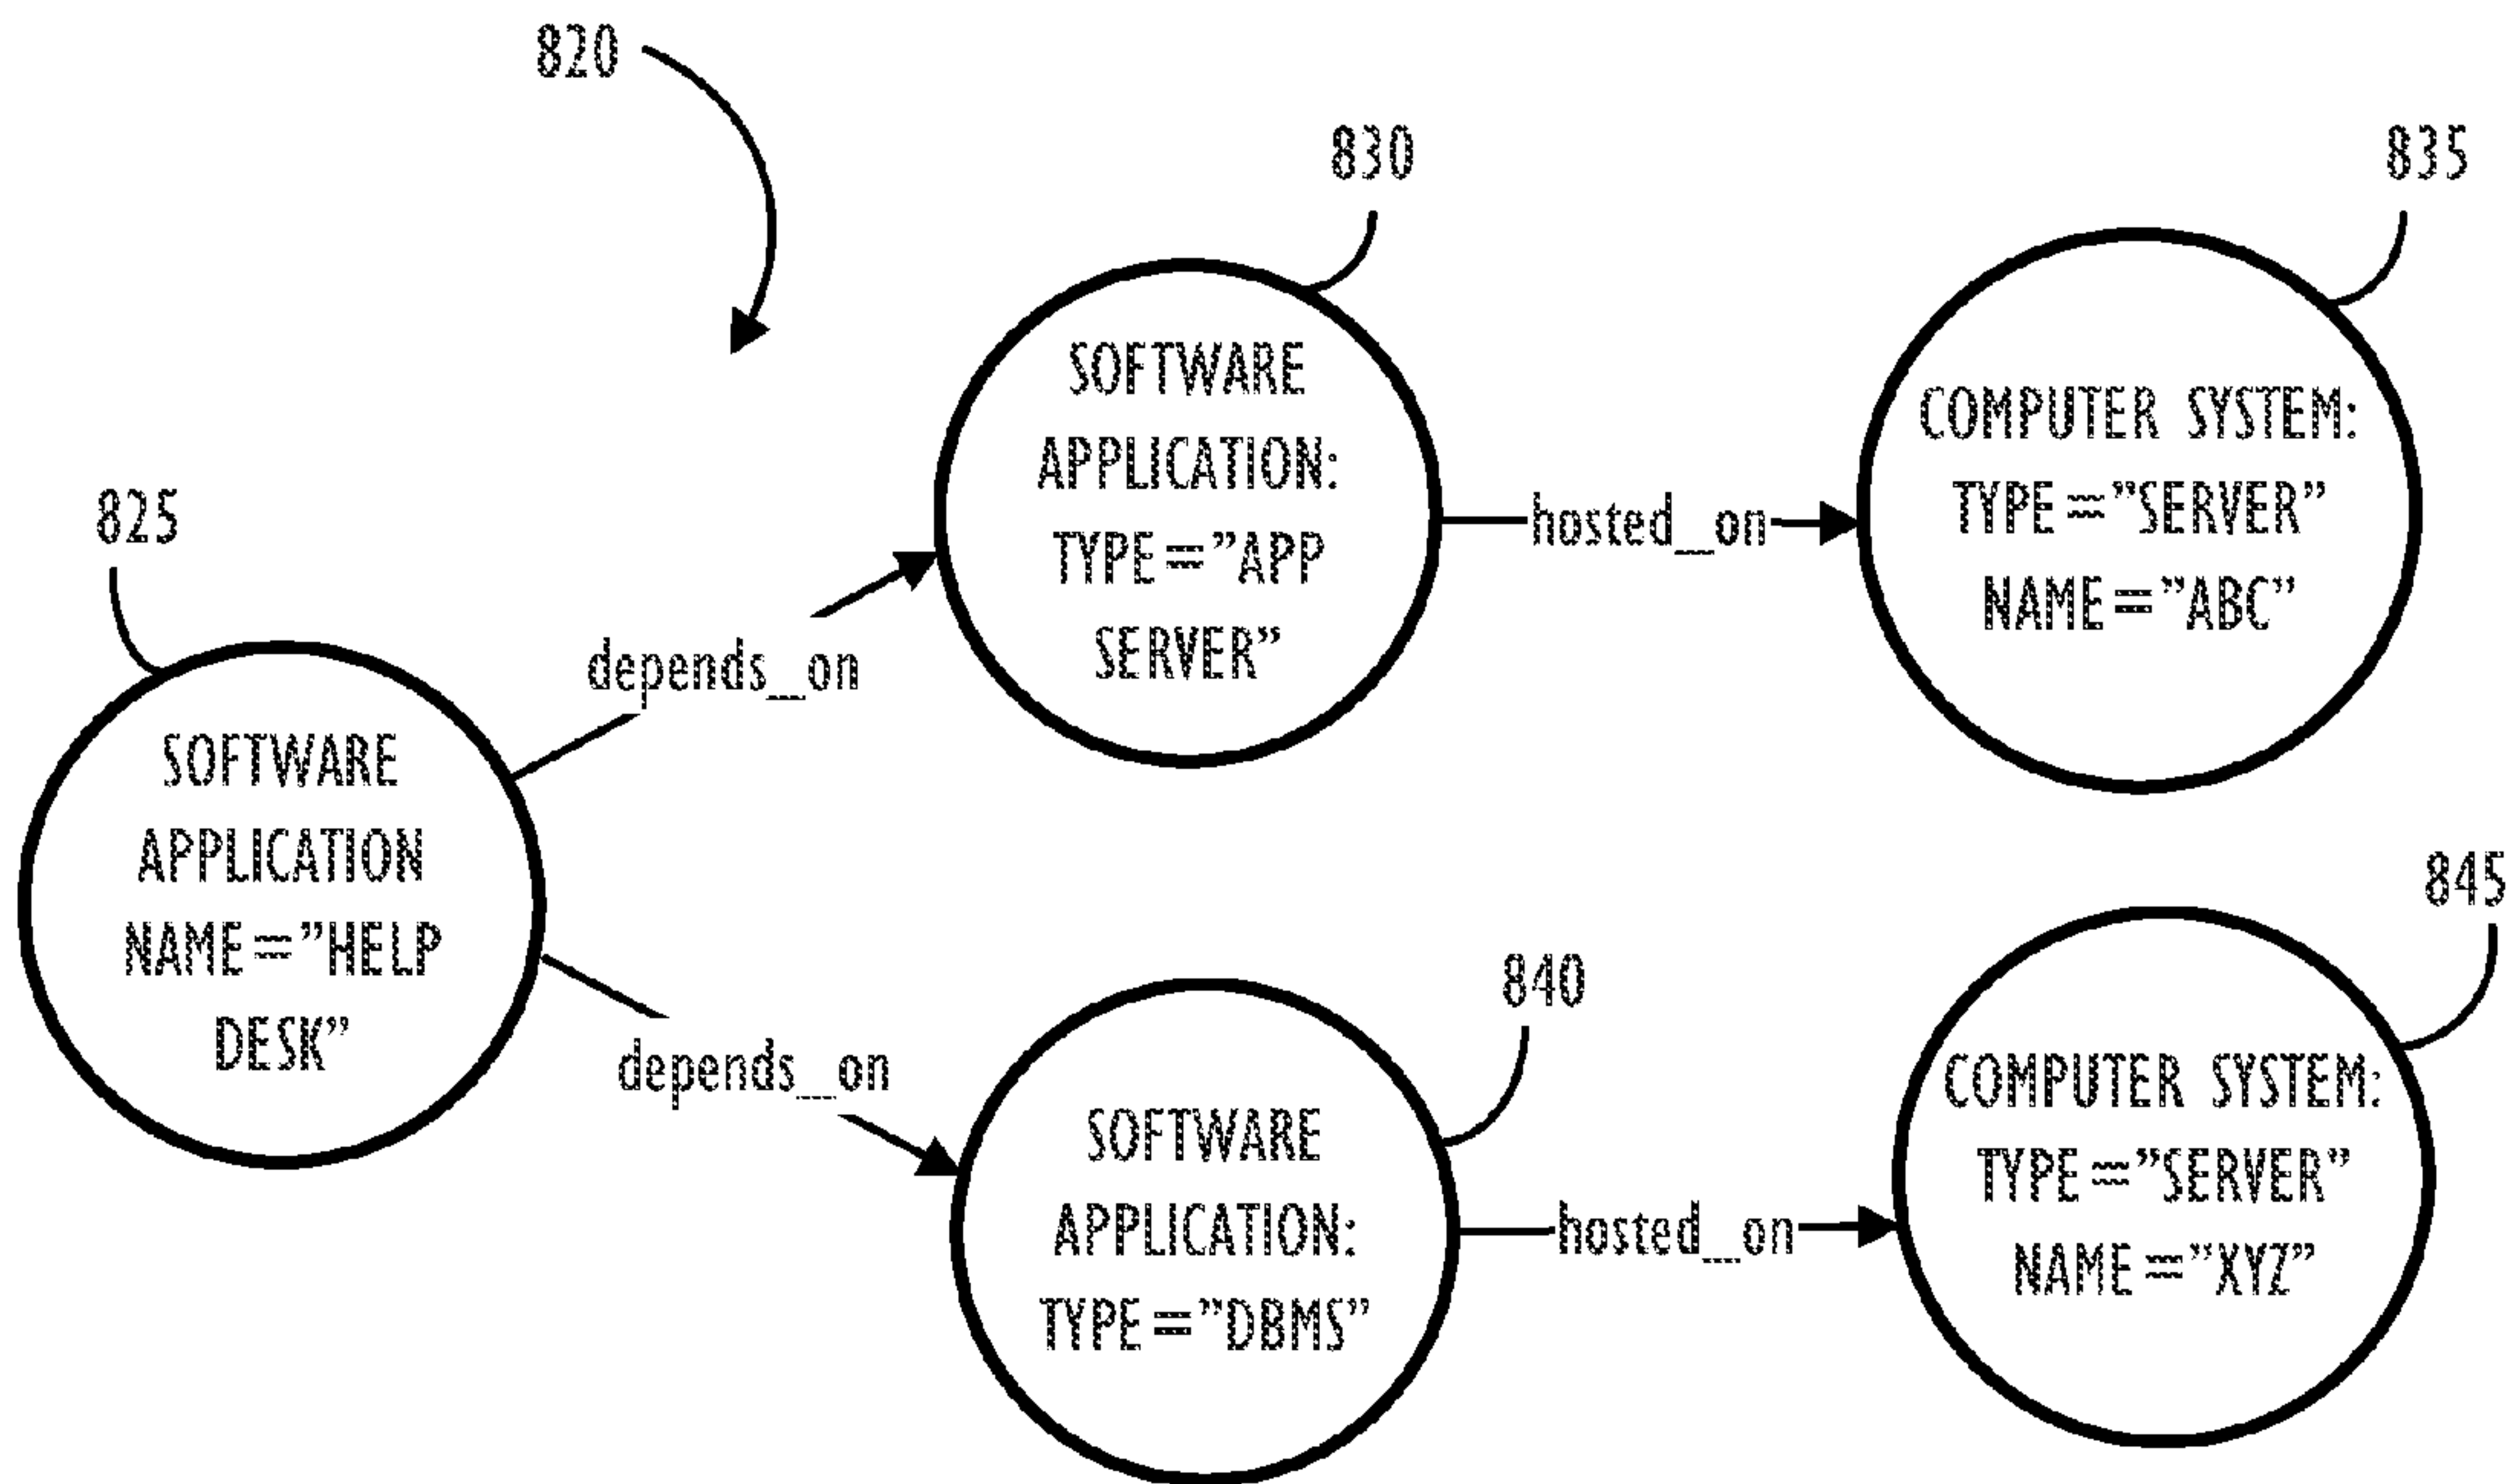 820
830
835
825
SOFTWARE
APPLICATION:
TYPE=”APP
SERVER”
hosted_on
COMPUTER SYSTEM:
TYPE=”SERVER”
NAME=”ABC”
depends_on
SOFTWARE
APPLICATION
NAME=”HELP
DESK”
depends_on
840
845
SOFTWARE
APPLICATION:
TYPE=”DBMS”
hosted_on
COMPUTER SYSTEM:
TYPE=”SERVER”
NAME=”XYZ”